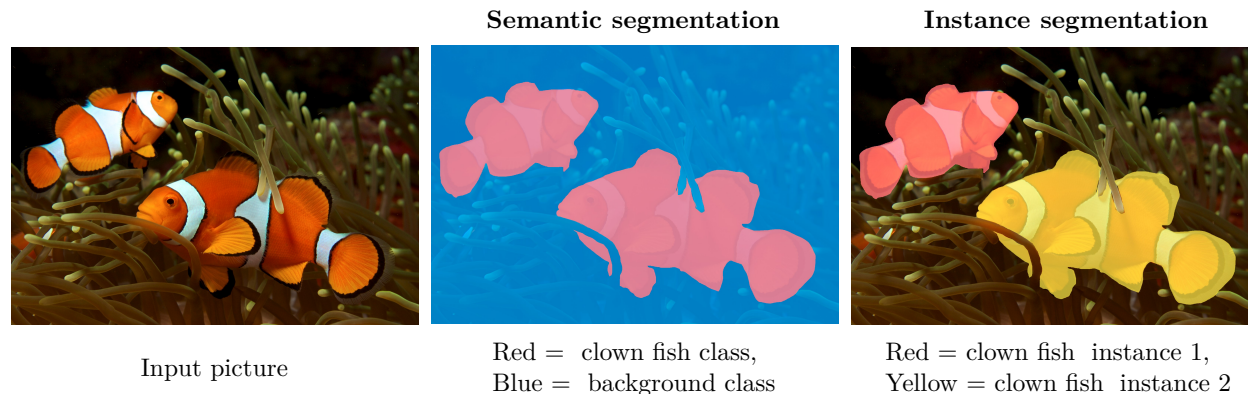 Semantic segmentation
Instance segmentation
Input picture
Red = clown fish class,
Blue = background class
Red = clown fish instance 1,
Yellow = clown fish instance 2